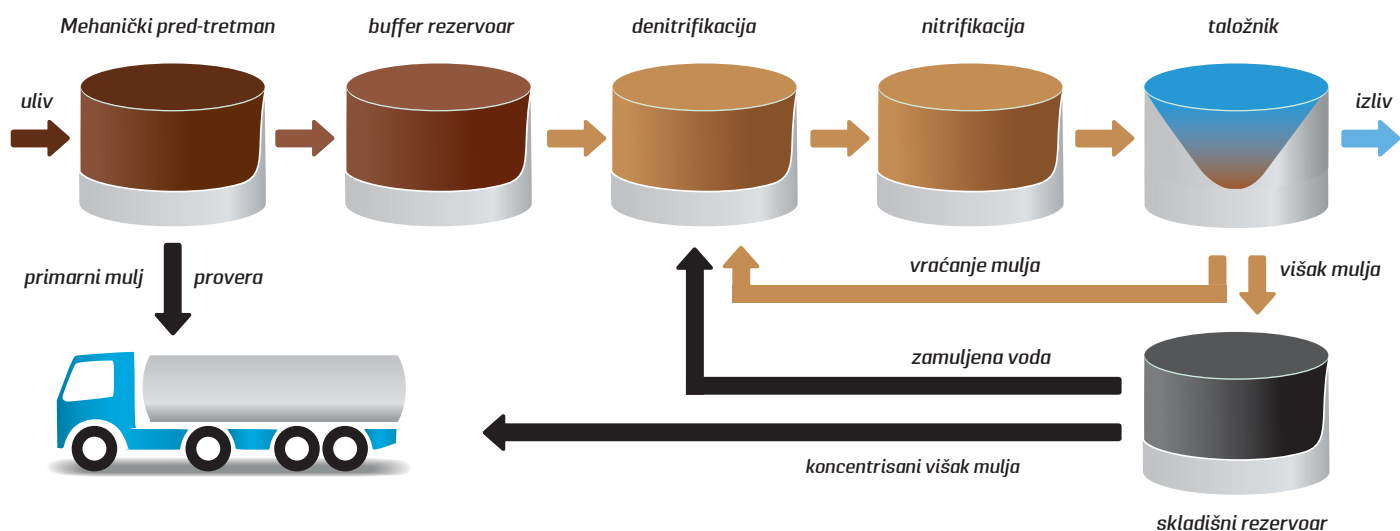 Mehanički pred-tretman
buffer rezervoar
denitrifikacija
nitrifikacija
taložnik
uliv
izliv
primarni mulj
provera
vraćanje mulja
višak mulja
zamuljena voda
koncentrisani višak mulja
skladišni rezervoar